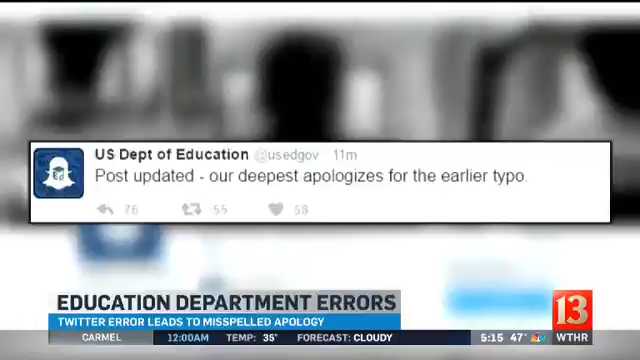 US Dept of Education @usedgov 11m
Post updated - our deepest apologizes for the earlier typo.
76 55 58
EDUCATION DEPARTMENT ERRORS
TWITTER ERROR LEADS TO MISSPELLED APOLOGY
13
CARMEL 12:00AM TEMP: 35° FORECAST: CLOUDY 5:15 47° WTHR